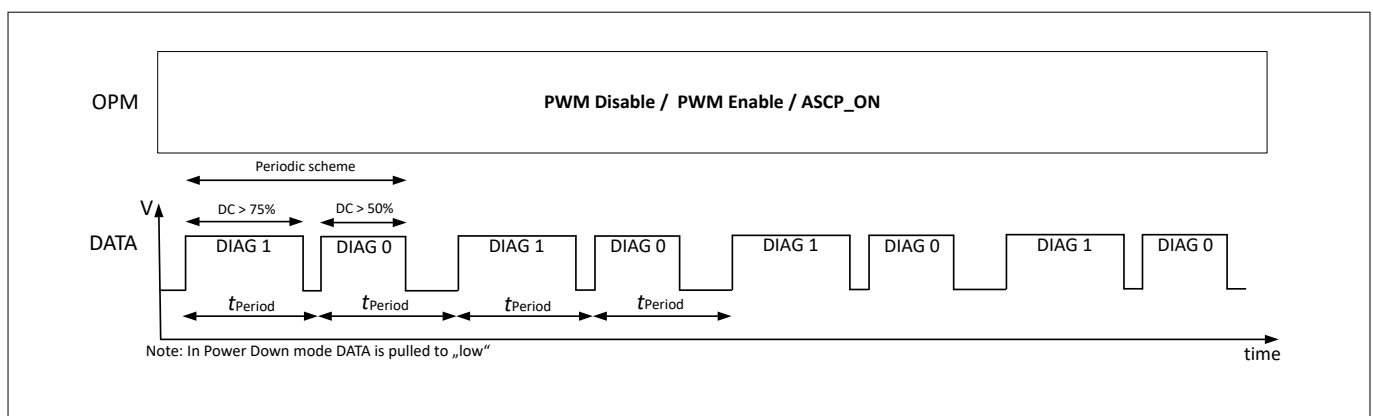 OPM
PWM Disable / PWM Enable / ASCP_ON
Periodic scheme
V
DC > 75%
DC > 50%
DATA
DIAG 1
DIAG 0
DIAG 1
DIAG 0
DIAG 1
DIAG 0
DIAG 1
DIAG 0
tPeriod
tPeriod
tPeriod
tPeriod
Note: In Power Down mode DATA is pulled to „low“
time